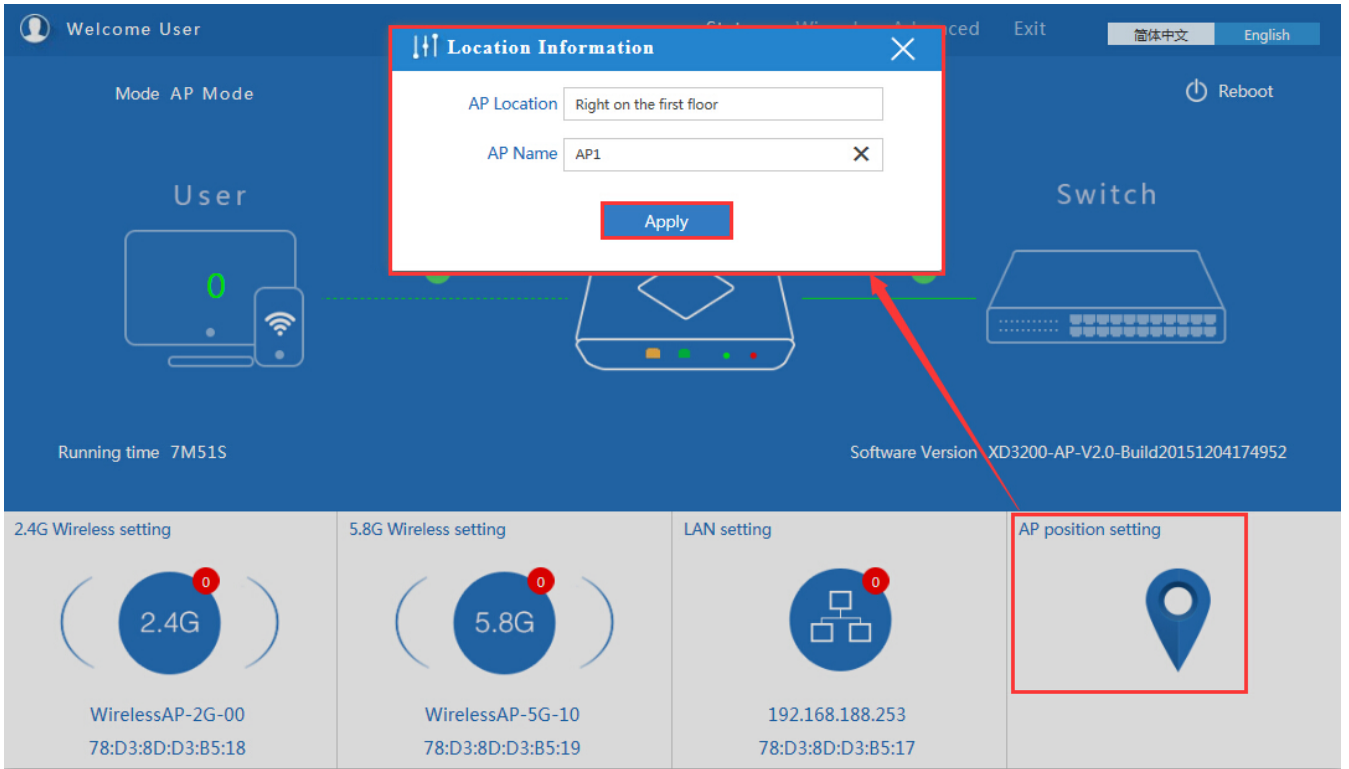 Welcome User
Exit
简体中文
English
Location Information
Mode AP Mode
Reboot
AP Location
Right on the first floor
AP Name
AP1
Apply
User
Switch
0
Running time 7M51S
Software Version XD3200-AP-V2.0-Build20151204174952
2.4G Wireless setting
5.8G Wireless setting
LAN setting
AP position setting
0
0
0
2.4G
5.8G
WirelessAP-2G-00
WirelessAP-5G-10
192.168.188.253
78:D3:8D:D3:B5:18
78:D3:8D:D3:B5:19
78:D3:8D:D3:B5:17